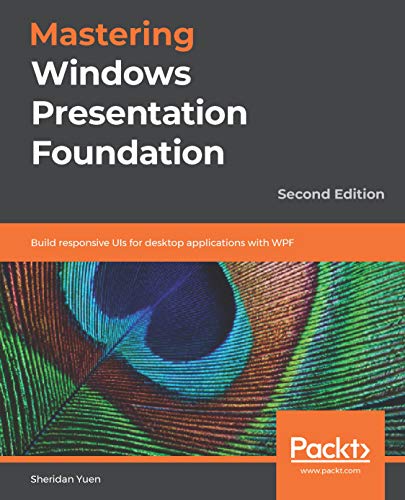 Mastering
Windows
Presentation
Foundation
Second Edition
Build responsive UIs for desktop applications with WPF
Packt>
www.packt.com
Sheridan Yuen